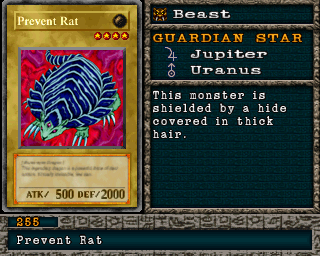 Prevent Rat
ATK/ 500 DEF/2000
Beast
GUARDIAN STAR
Jupiter
Uranus
This monster is
shielded by a hide
covered in thick
hair.
255
Prevent Rat